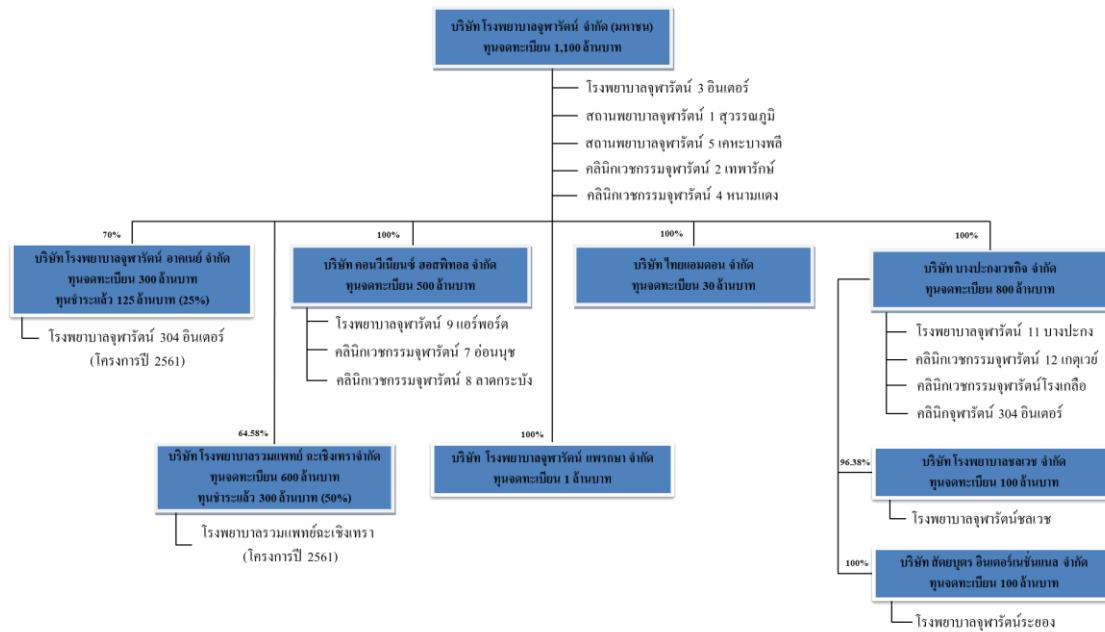 บริษัท โรงพยาบาลจุฬารัตน์ จำกัด (มหาชน)
ทุนจดทะเบียน 1,100 ล้านบาท
โรงพยาบาลจุฬารัตน์ 3 อินเตอร์
สถานพยาบาลจุฬารัตน์ 1 สุวรรณภูมิ
สถานพยาบาลจุฬารัตน์ 5 เคหะบางพลี
คลินิกเวชกรรมจุฬารัตน์ 2 เทพารักษ์
คลินิกเวชกรรมจุฬารัตน์ 4 หนามแดง
70%
บริษัท โรงพยาบาลจุฬารัตน์ อาคเนย์ จำกัด
ทุนจดทะเบียน 300 ล้านบาท
ทุนชำระแล้ว 125 ล้านบาท (25%)
โรงพยาบาลจุฬารัตน์ 304 อินเตอร์
(โครงการปี 2561)
100%
บริษัท คอนวีเนียนซ์ ฮอสพิทอล จำกัด
ทุนจดทะเบียน 500 ล้านบาท
โรงพยาบาลจุฬารัตน์ 9 แอร์พอร์ต
คลินิกเวชกรรมจุฬารัตน์ 7 อ่อนนุช
คลินิกเวชกรรมจุฬารัตน์ 8 ลาดกระบัง
100%
บริษัท ไทยแอมดอน จำกัด
ทุนจดทะเบียน 30 ล้านบาท
100%
บริษัท บางปะกงเวชกิจ จำกัด
ทุนจดทะเบียน 800 ล้านบาท
โรงพยาบาลจุฬารัตน์ 11 บางปะกง
คลินิกเวชกรรมจุฬารัตน์ 12 เกตุเวย์
คลินิกเวชกรรมจุฬารัตน์โรงเกลือ
คลินิกจุฬารัตน์ 304 อินเตอร์
64.58%
บริษัท โรงพยาบาลรวมแพทย์ ฉะเชิงเทราจำกัด
ทุนจดทะเบียน 600 ล้านบาท
ทุนชำระแล้ว 300 ล้านบาท (50%)
โรงพยาบาลรวมแพทย์ฉะเชิงเทรา
(โครงการปี 2561)
100%
บริษัท โรงพยาบาลจุฬารัตน์ แพรกษา จำกัด
ทุนจดทะเบียน 1 ล้านบาท
96.38%
บริษัท โรงพยาบาลชลเวช จำกัด
ทุนจดทะเบียน 100 ล้านบาท
โรงพยาบาลจุฬารัตน์ชลเวช
100%
บริษัท สัตยบุตร อินเตอร์เนชั่นแนล จำกัด
ทุนจดทะเบียน 100 ล้านบาท
โรงพยาบาลจุฬารัตน์ระยอง